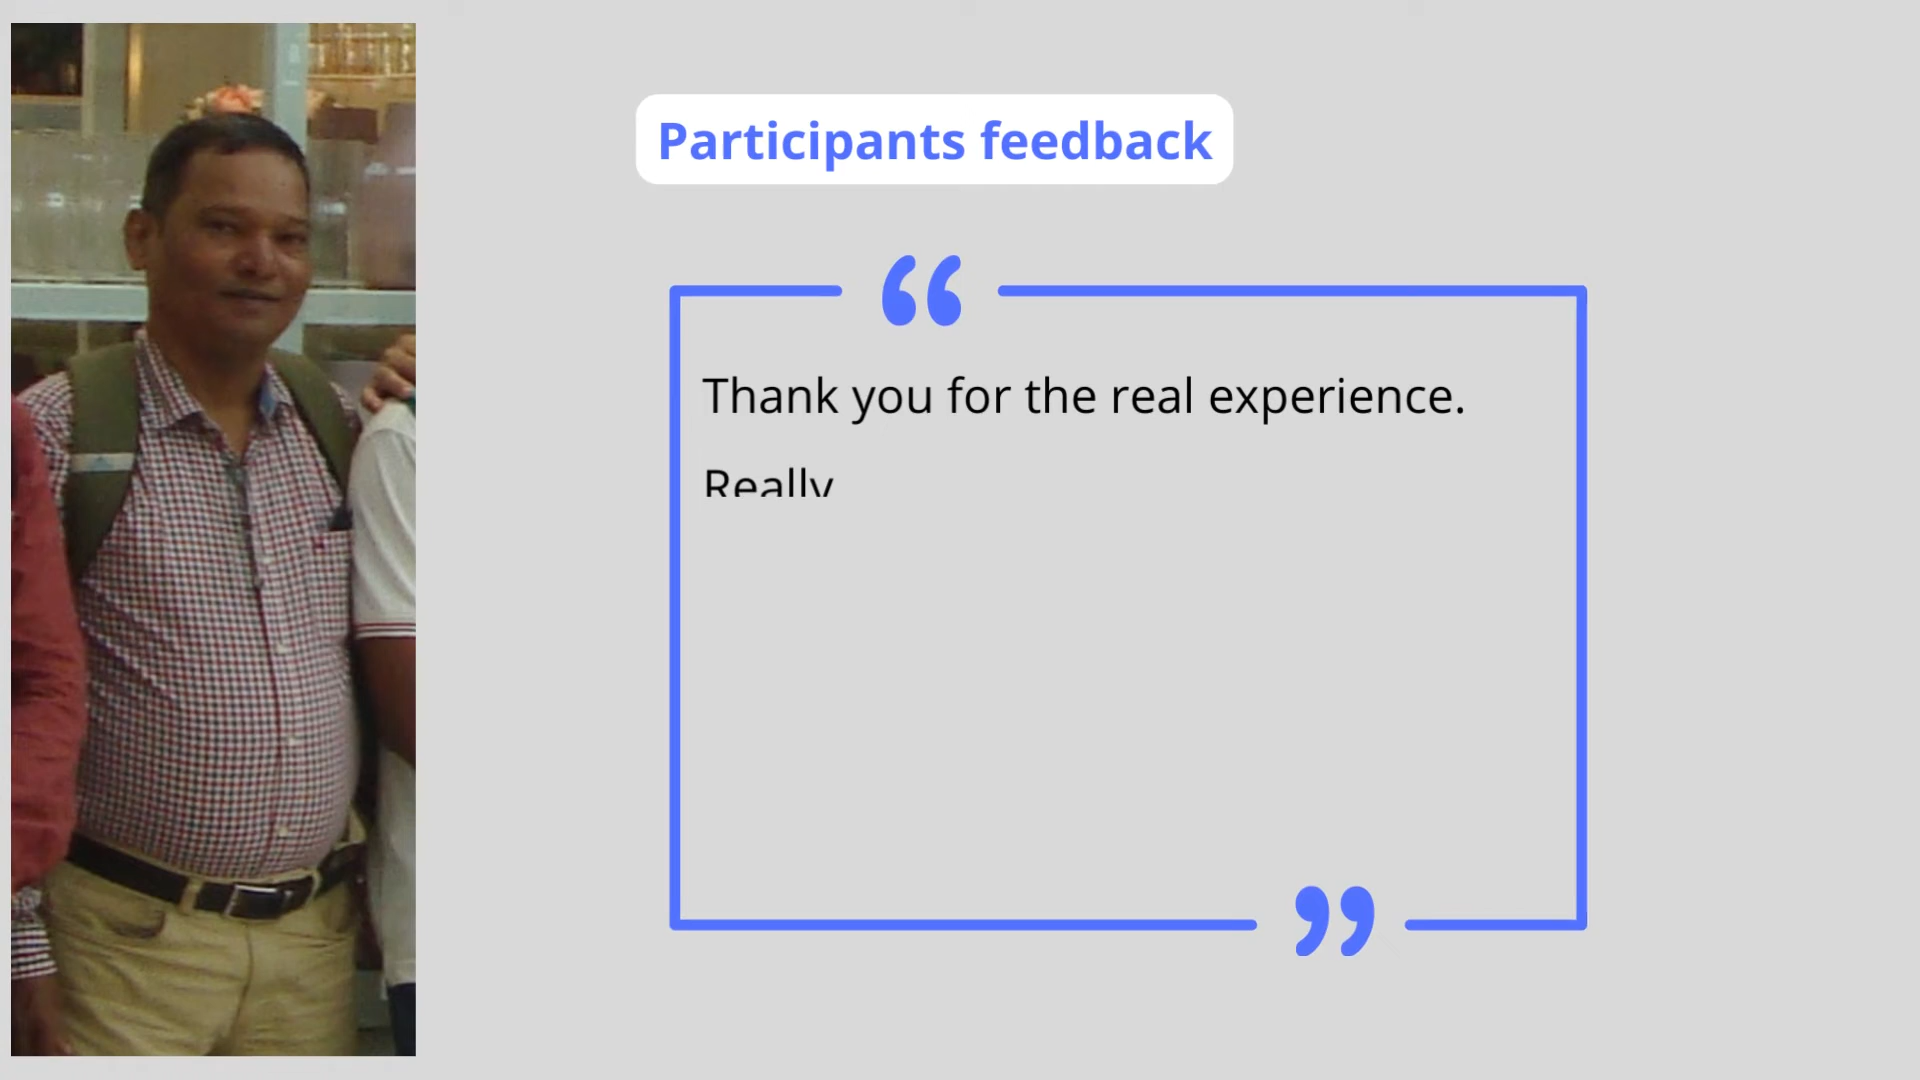 Participants feedback
“
Thank you for the real experience.
Really
”